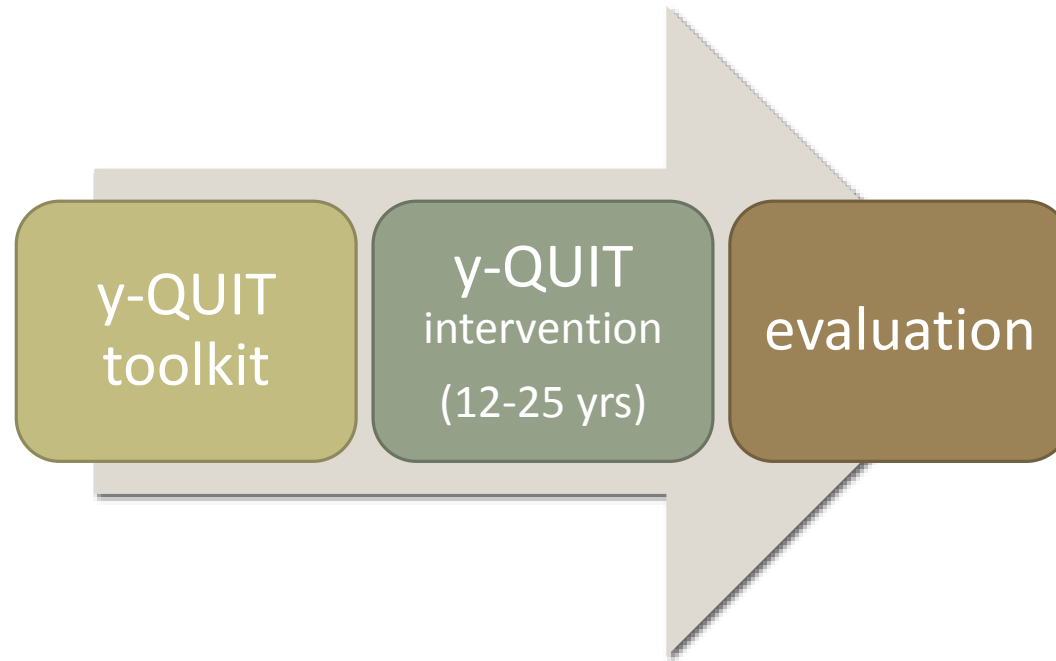 y-QUIT
toolkit
y-QUIT
intervention
(12-25 yrs)
evaluation